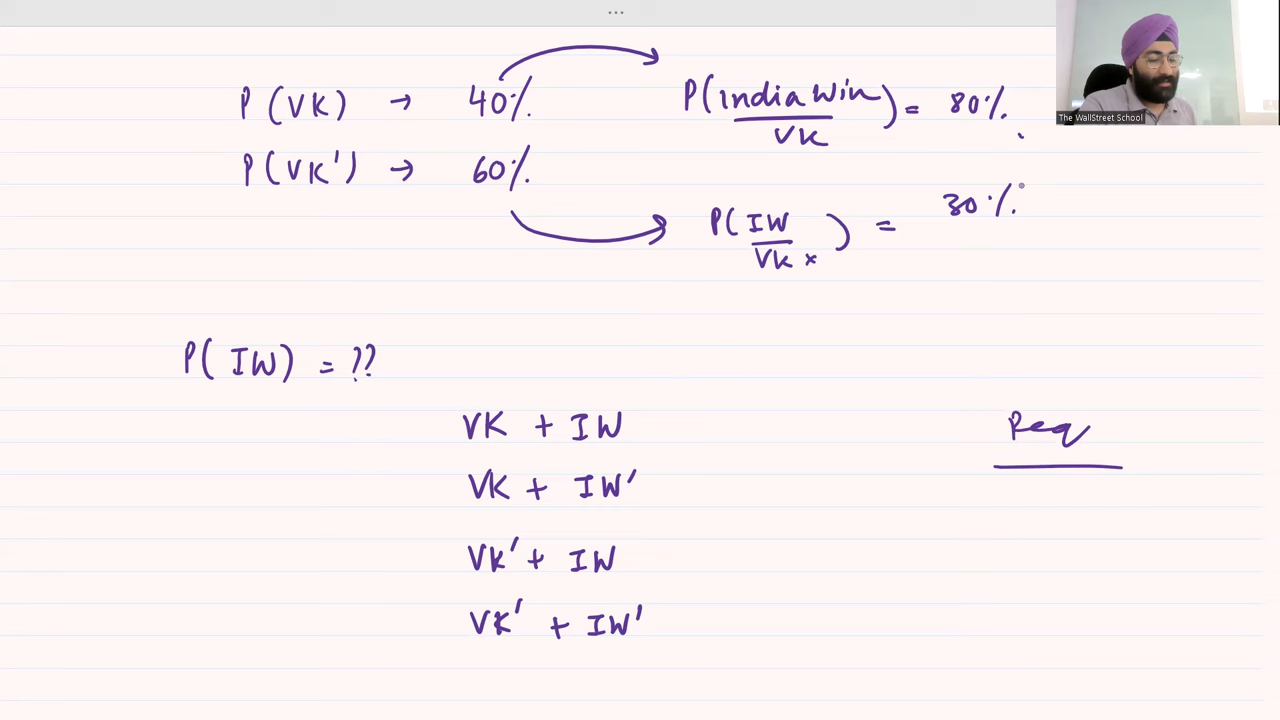 ...
P(VK) → 40%. P(India Win/VK) = 80%.
The WallStreet School
P(VK') → 60%. P(IW/VK x) = 30%.
P(IW) = ??
VK + IW
Req
VK + IW'
VK' + IW
VK' + IW'